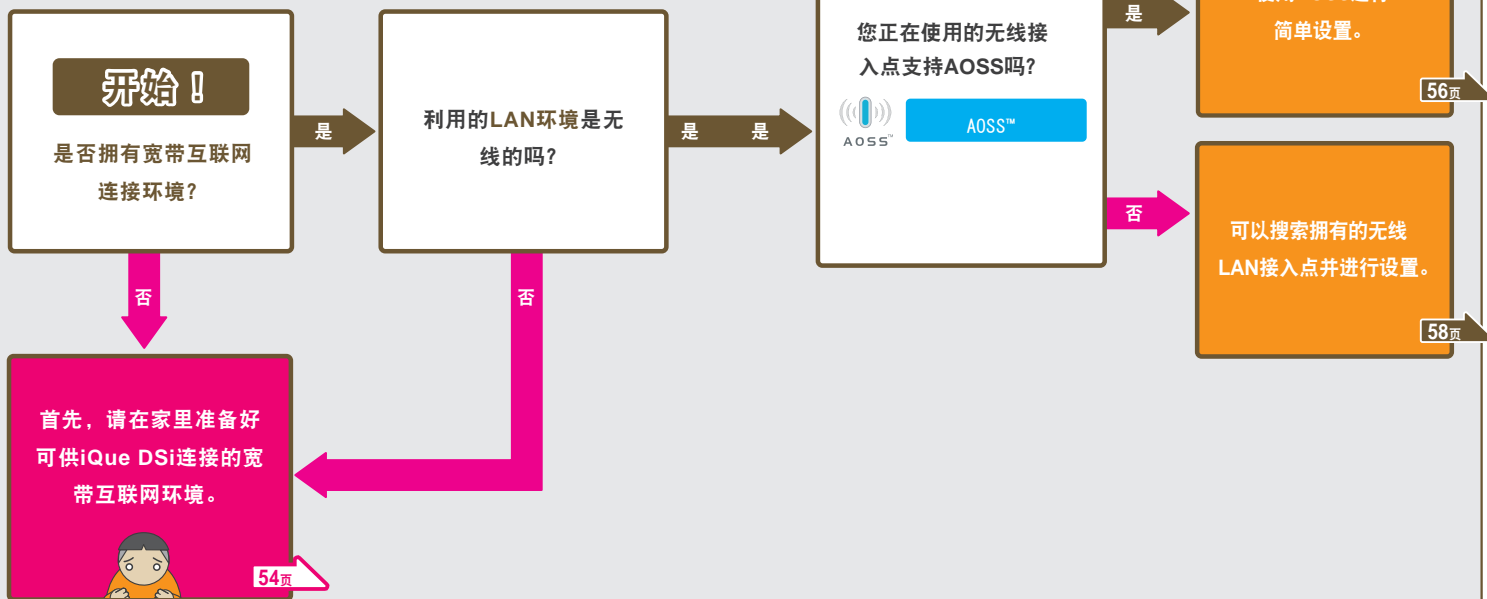 开始！
是否拥有宽带互联网
连接环境？
是
否
利用的LAN环境是无
线的吗？
是 是
否
首先，请在家里准备好
可供iQue DSi连接的宽
带互联网环境。
54页
您正在使用的无线接
入点支持AOSS吗？
AOSS™
AOSS™
是
简单设置。
56页
否
可以搜索拥有的无线
LAN接入点并进行设置。
58页